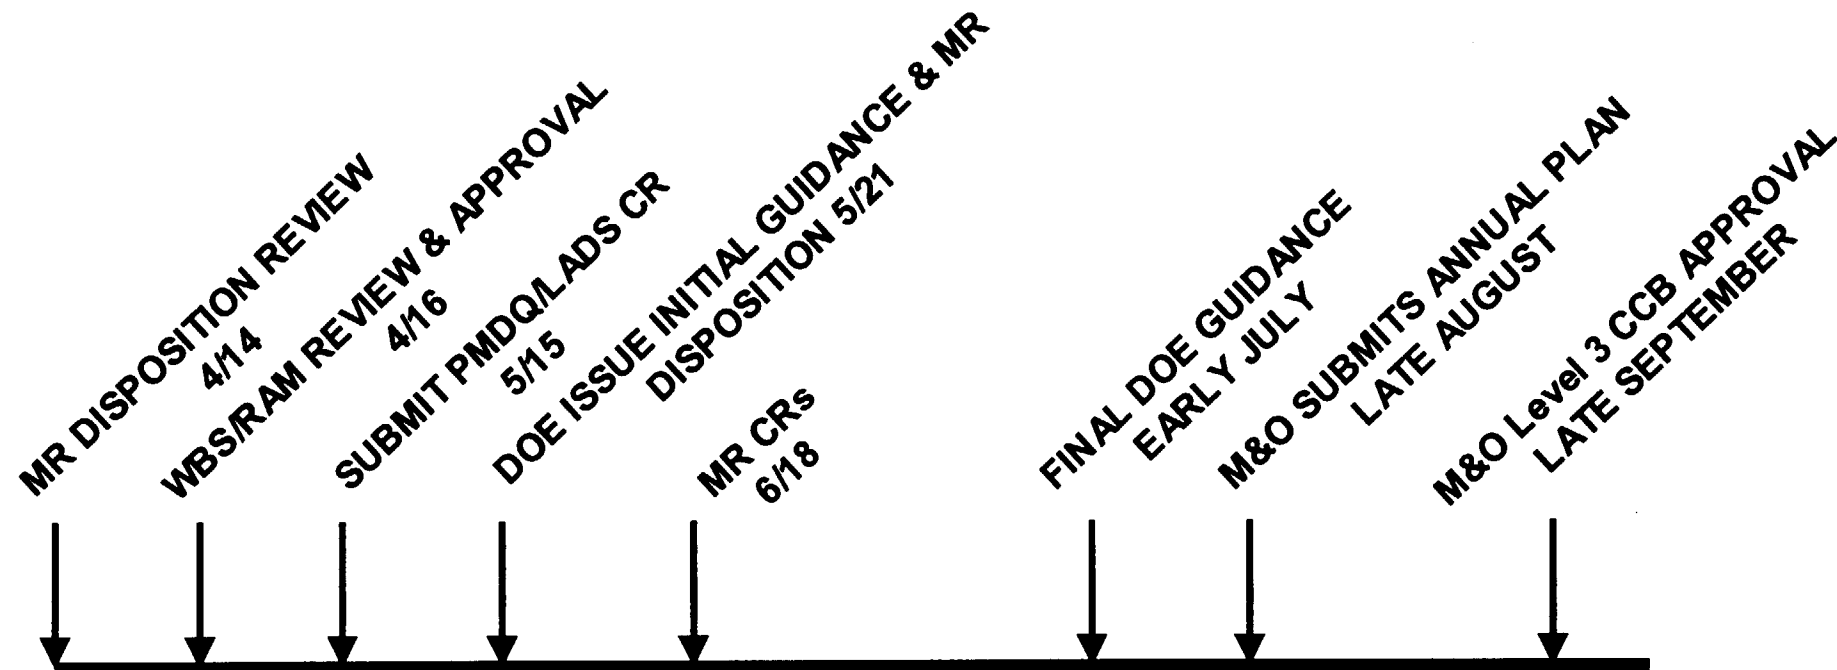 MR DISPOSITION REVIEW
4/14
WBS/RAM REVIEW & APPROVAL
4/16
SUBMIT PMDQ/LADS CR
5/15
DOE ISSUE INITIAL GUIDANCE & MR
DISPOSITION 5/21
MR CRs
6/18
FINAL DOE GUIDANCE
EARLY JULY
M&O SUBMITS ANNUAL PLAN
LATE AUGUST
M&O Level 3 CCB APPROVAL
LATE SEPTEMBER